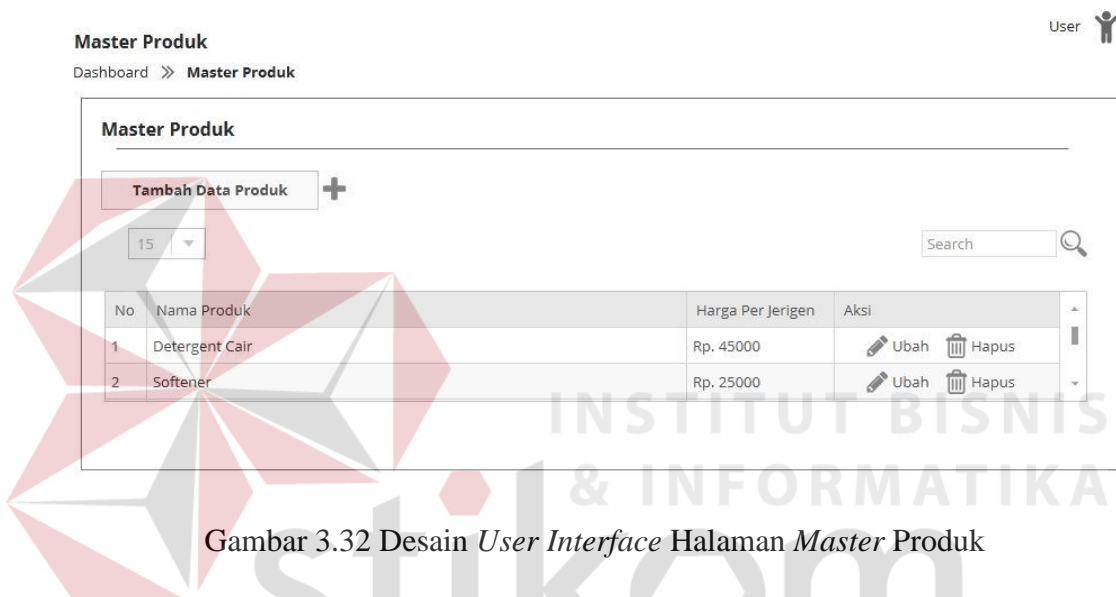 User
Master Produk
Dashboard >> Master Produk
Master Produk
Tambah Data Produk
15
Search
No Nama Produk Harga Per Jerigen Aksi
1 Detergent Cair Rp. 45000 Ubah Hapus
2 Softener Rp. 25000 Ubah Hapus
INSTITUT BISNIS
& INFORMATIKA
stikom
Gambar 3.32 Desain User Interface Halaman Master Produk